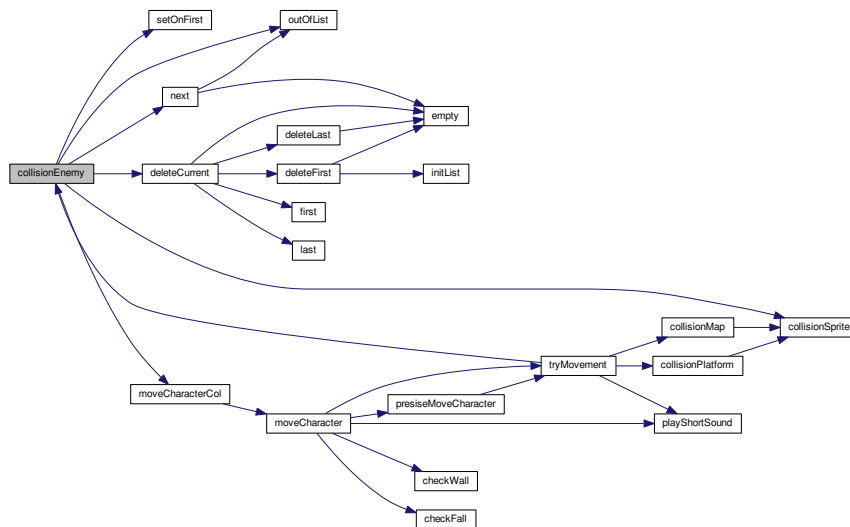 setOnFirst
outOfList
next
empty
deleteLast
collisionEnemy
deleteCurrent
deleteFirst
initList
first
last
collisionMap
collisionSprite
tryMovement
collisionPlatform
moveCharacterCol
presiseMoveCharacter
moveCharacter
playShortSound
checkWall
checkFall